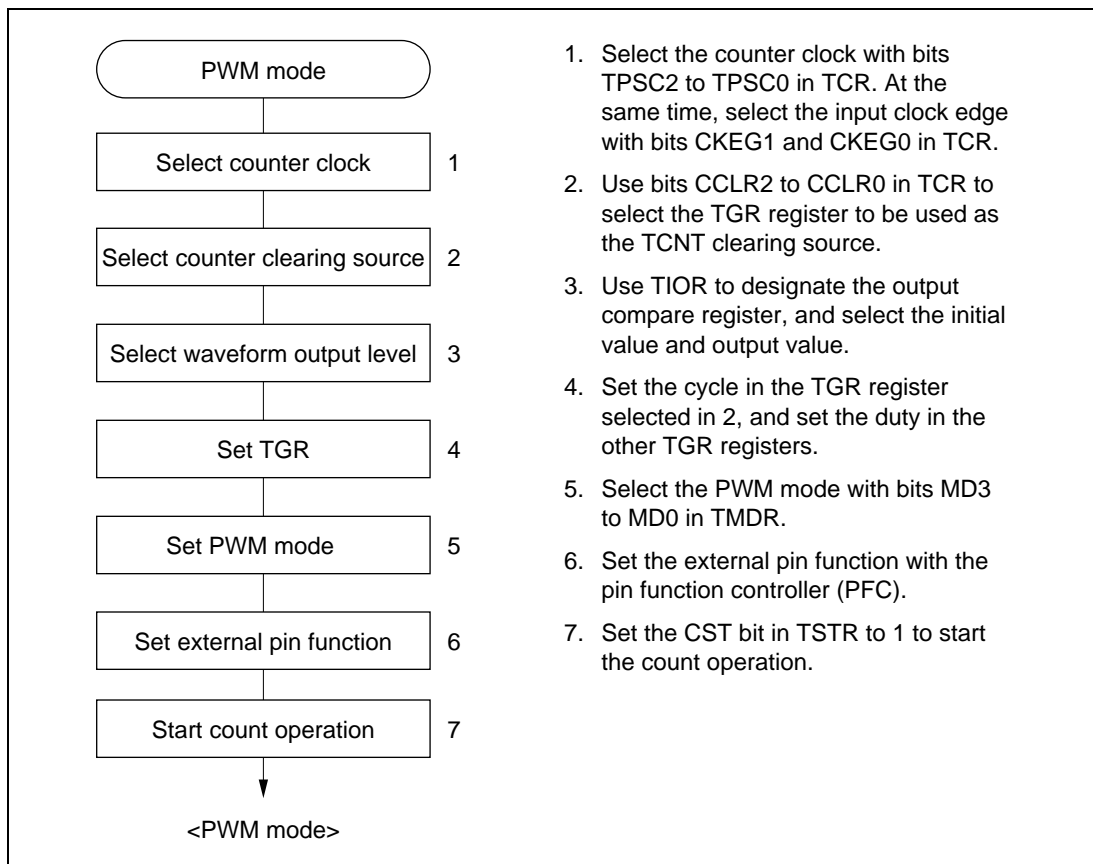 PWM mode
Select counter clock 1
Select counter clearing source 2
Select waveform output level 3
Set TGR 4
Set PWM mode 5
Set external pin function 6
Start count operation 7
<PWM mode>
1. Select the counter clock with bits
TPSC2 to TPSC0 in TCR. At the
same time, select the input clock edge
with bits CKEG1 and CKEG0 in TCR.
2. Use bits CCLR2 to CCLR0 in TCR to
select the TGR register to be used as
the TCNT clearing source.
3. Use TIOR to designate the output
compare register, and select the initial
value and output value.
4. Set the cycle in the TGR register
selected in 2, and set the duty in the
other TGR registers.
5. Select the PWM mode with bits MD3
to MD0 in TMDR.
6. Set the external pin function with the
pin function controller (PFC).
7. Set the CST bit in TSTR to 1 to start
the count operation.